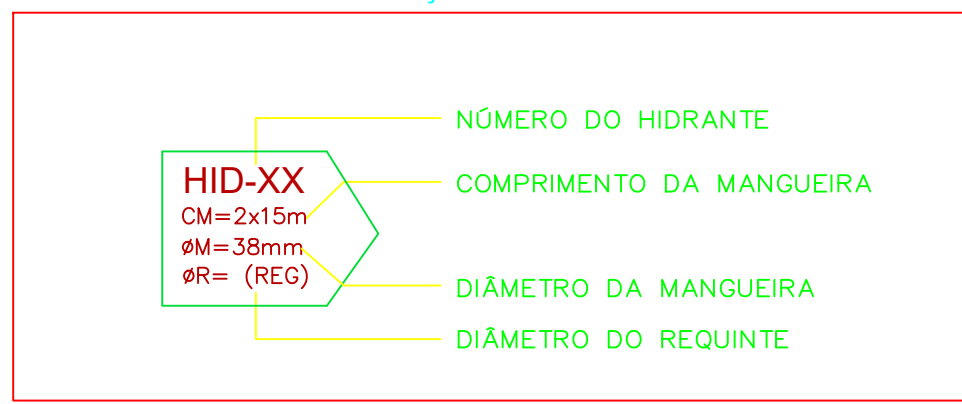 NÚMERO DO HIDRANTE
HID-XX
COMPRIMENTO DA MANGUEIRA
CM=2x15m
øM=38mm
øR= (REG)
DIÂMETRO DA MANGUEIRA
DIÂMETRO DO REQUINTE